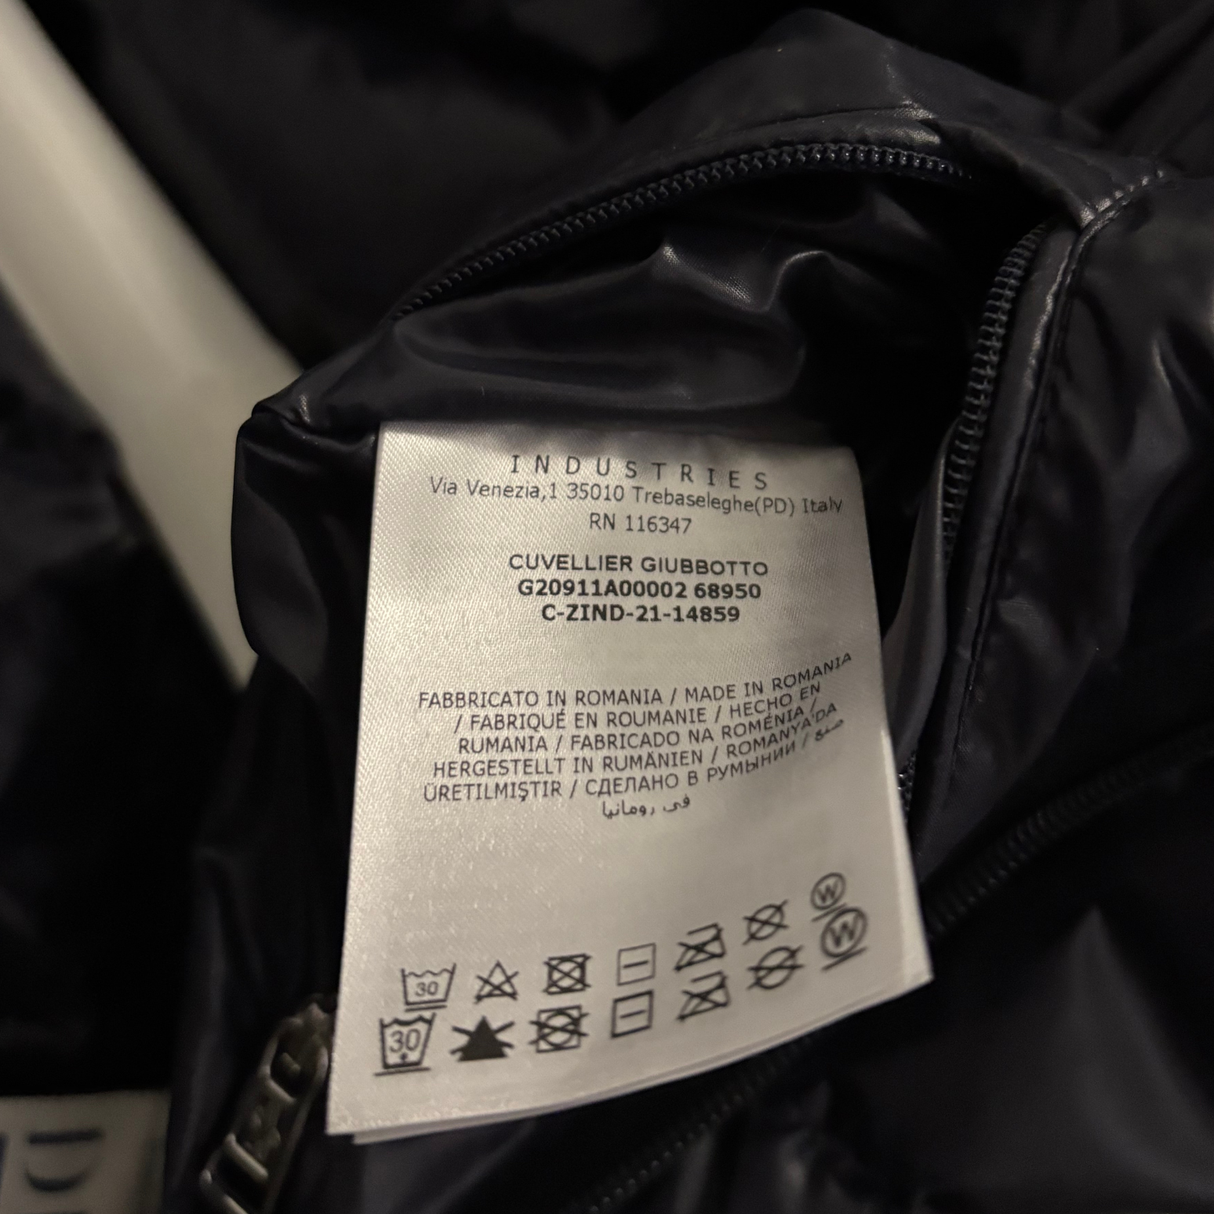 INDUSTRIES
Via Venezia,1 35010 Trebaseleghe(PD) Italy
RN 116347
CUVELLIER GIUBBOTTO
G20911A00002 68950
C-ZIND-21-14859
FABBRICATO IN ROMANIA / MADE IN ROMANIA
/ FABRIQUÉ EN ROUMANIE / HECHO EN
RUMANIA / FABRICADO NA ROMÉNIA /
HERGESTELLT IN RUMÄNIEN / ROMANYA'DA
ÜRETILMIŞTIR / СДЕЛАНО В РУМЫНИИ / صنع
في رومانيا
30
W
30
W